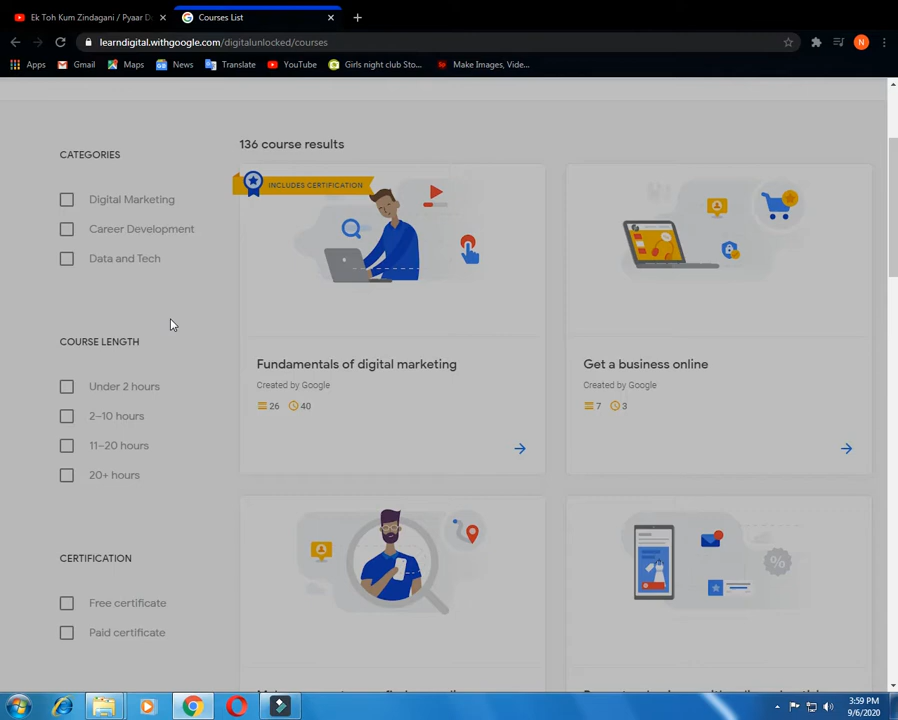 Ek Toh Kum Zindagani / Pyaar D
Courses List
learndigital.withgoogle.com/digitalunlocked/courses
N
Apps
Gmail
Maps
News
Translate
YouTube
Girls night club Sto...
Make Images, Vide...
136 course results
CATEGORIES
Digital Marketing
Career Development
Data and Tech
COURSE LENGTH
Under 2 hours
2–10 hours
11–20 hours
20+ hours
CERTIFICATION
Free certificate
Paid certificate
INCLUDES CERTIFICATION
Fundamentals of digital marketing
Created by Google
26 40
Get a business online
Created by Google
7 3
3:59 PM
9/6/2020